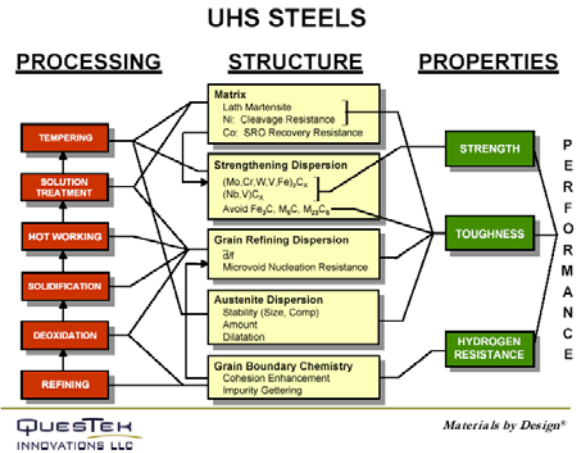 UHS STEELS
PROCESSING
STRUCTURE
PROPERTIES
TEMPERING
SOLUTION
TREATMENT
HOT WORKING
SOLIDIFICATION
DEOXIDATION
REFINING
Matrix
Lath Martensite
Ni: Cleavage Resistance
Co: SRO Recovery Resistance
Strengthening Dispersion
(Mo,Cr,W,V,Fe)₂Cₓ
(Nb,V)Cₓ
Avoid Fe₃C, M₆C, M₂₃C₆
Grain Refining Dispersion
d/f
Microvoid Nucleation Resistance
Austenite Dispersion
Stability (Size, Comp)
Amount
Dilatation
Grain Boundary Chemistry
Cohesion Enhancement
Impurity Gettering
STRENGTH
TOUGHNESS
HYDROGEN
RESISTANCE
PERFORMANCE
QUESTEK
INNOVATIONS LLC
Materials by Design®